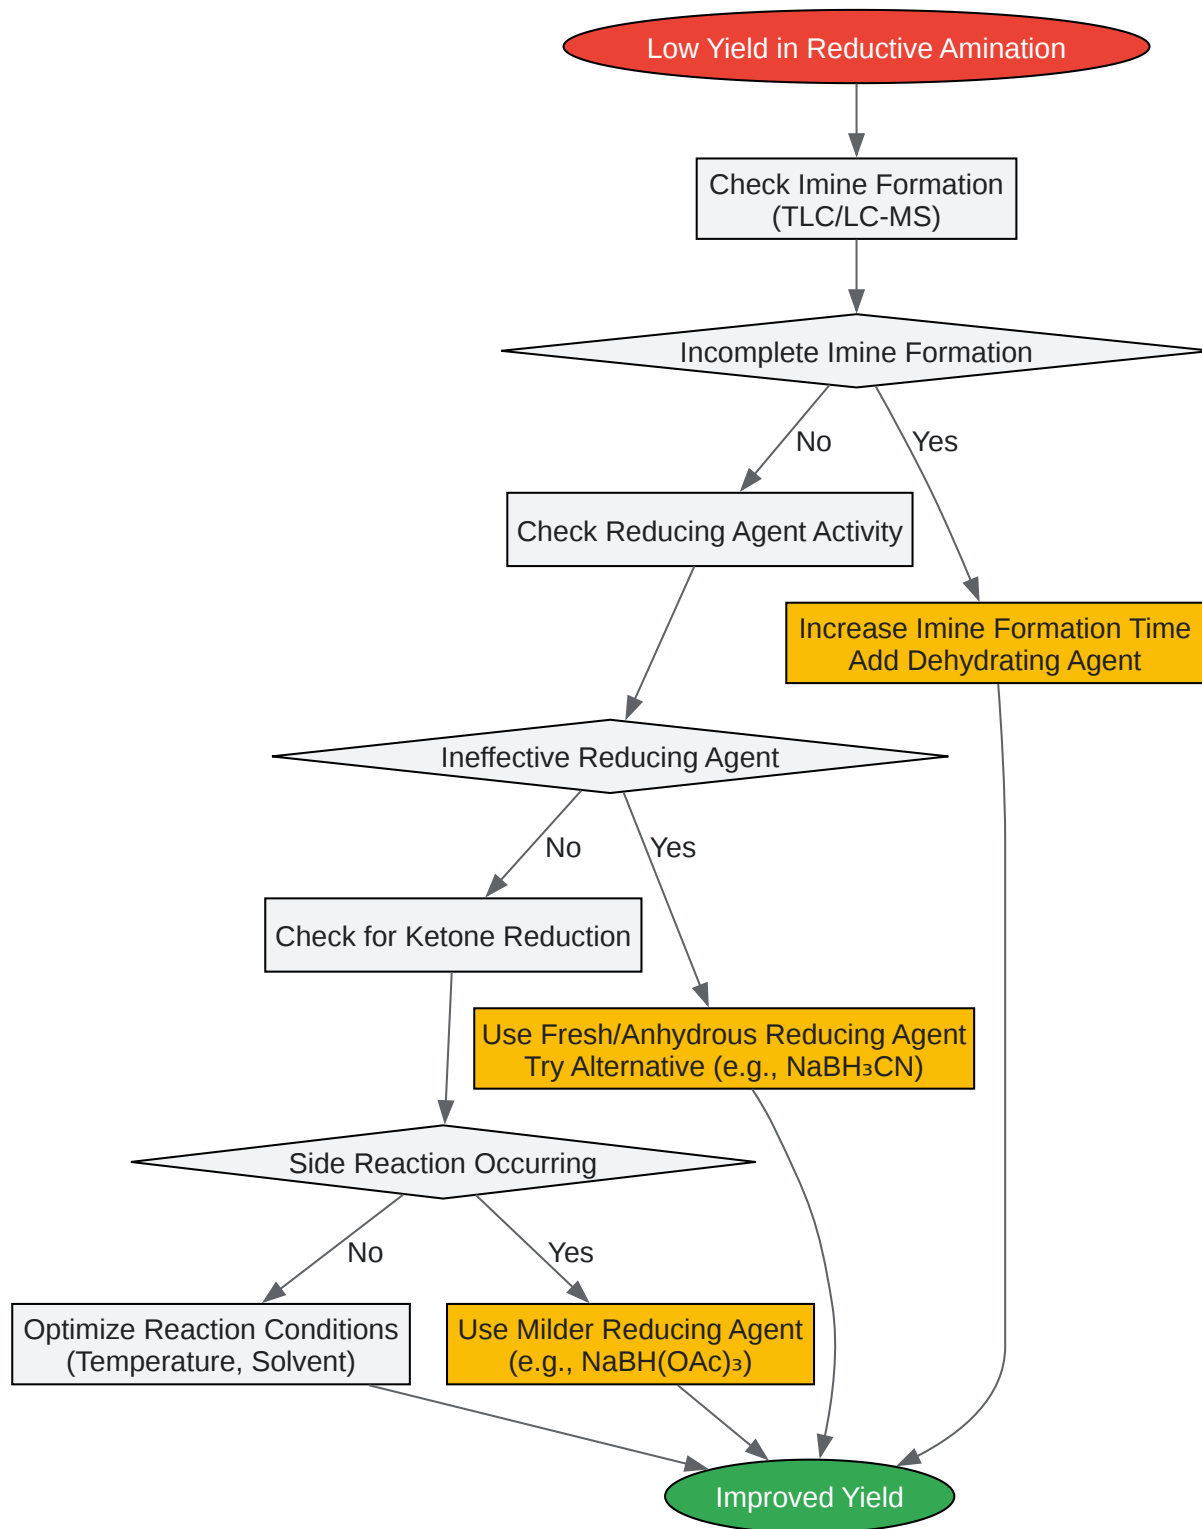 Low Yield in Reductive Amination
Check Imine Formation
(TLC/LC-MS)
Incomplete Imine Formation
No
Yes
Check Reducing Agent Activity
Increase Imine Formation Time
Add Dehydrating Agent
Ineffective Reducing Agent
No
Yes
Check for Ketone Reduction
Use Fresh/Anhydrous Reducing Agent
Try Alternative (e.g., NaBH₃CN)
Side Reaction Occurring
No
Yes
Optimize Reaction Conditions
(Temperature, Solvent)
Use Milder Reducing Agent
(e.g., NaBH(OAc)₃)
Improved Yield